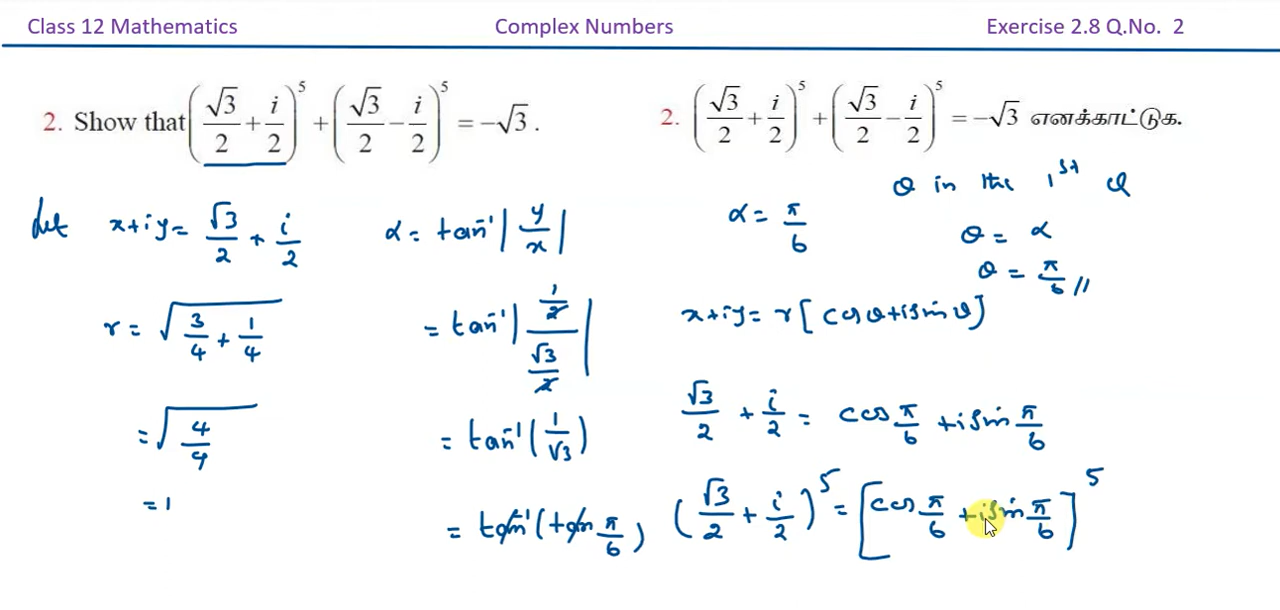 Class 12 Mathematics Complex Numbers Exercise 2.8 Q.No. 2
2. Show that (√3/2 + i/2)^5 + (√3/2 − i/2)^5 = −√3.
2. (√3/2 + i/2)^5 + (√3/2 − i/2)^5 = −√3 எனக்காட்டுக.
Let x+iy = √3/2 + i/2
r = √(3/4 + 1/4)
= √(4/4)
= 1
α = tan⁻¹|y/x|
= tan⁻¹|(1/2)/(√3/2)|
= tan⁻¹(1/√3)
= tan⁻¹(tan π/6)
α = π/6
θ in the 1st Q
θ = α
θ = π/6 //
x+iy = r[cosθ+isinθ]
√3/2 + i/2 = cos π/6 + i sin π/6
(√3/2 + i/2)^5 = [cos π/6 + i sin π/6]^5